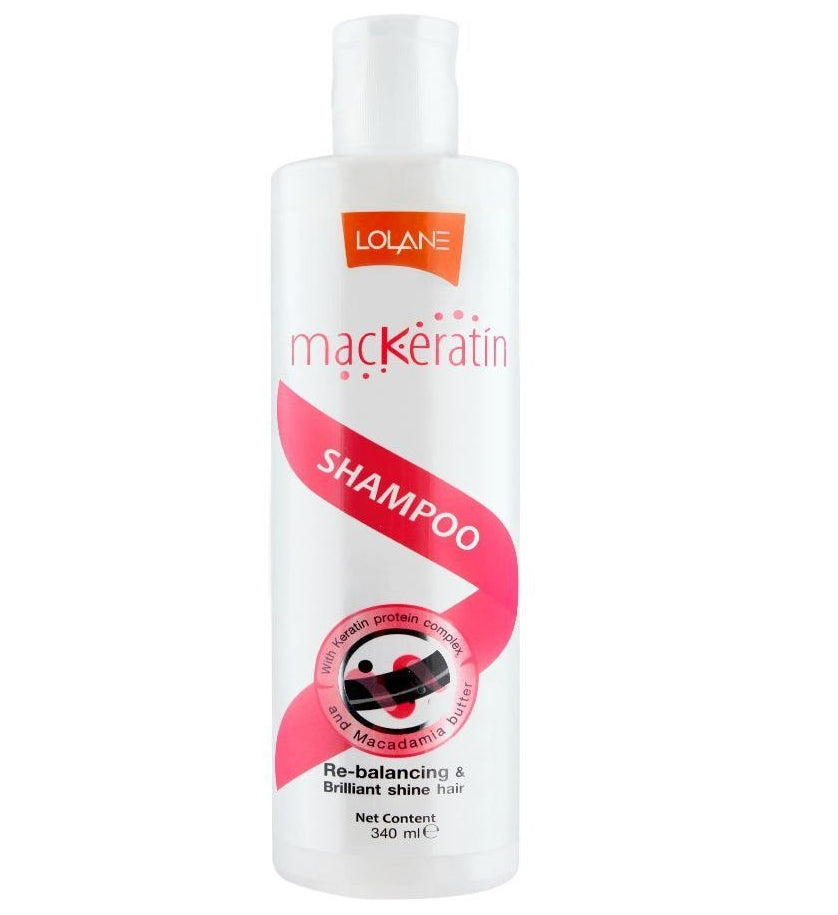 LOLANE
macKeratin
SHAMPOO
With Keratin protein complex
and Macadamia butter
Re-balancing &
Brilliant shine hair
Net Content
340 ml ℮